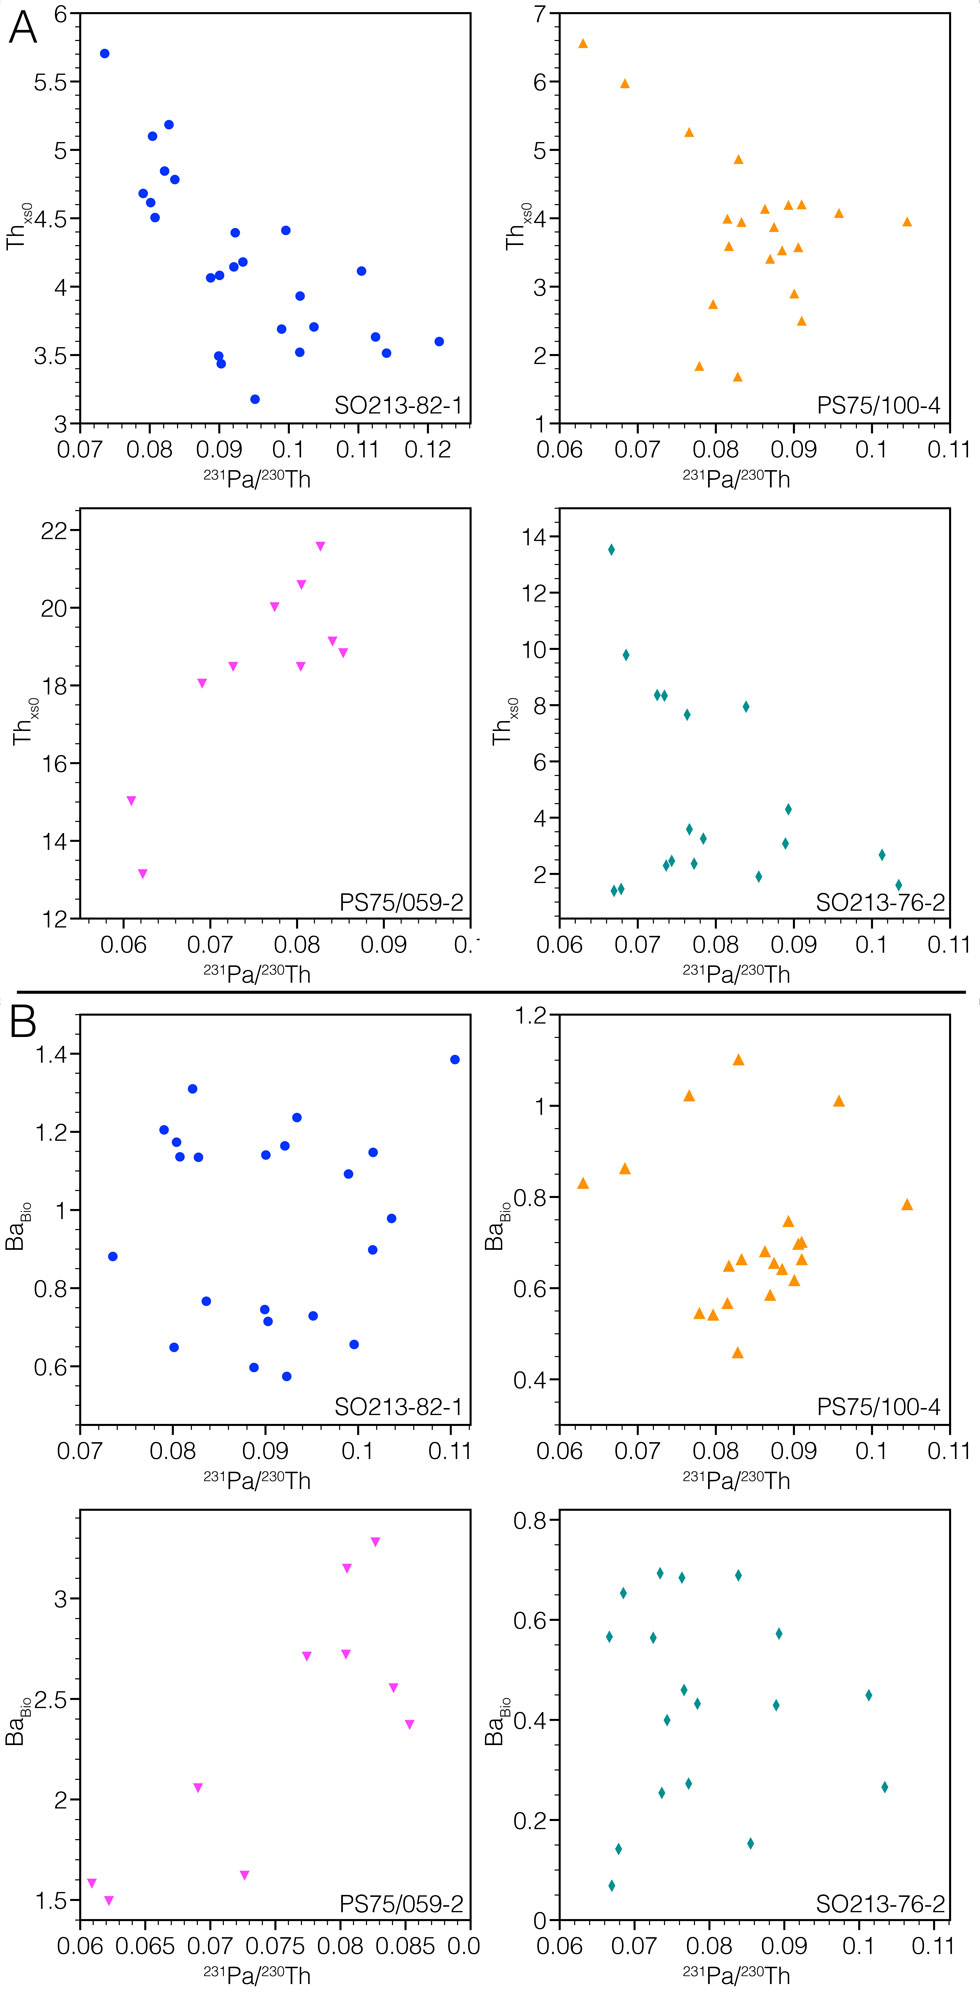 A
6
5.5
5
4.5
4
3.5
3
Th_xs0
0.07 0.08 0.09 0.1 0.11 0.12
²³¹Pa/²³⁰Th
SO213-82-1
7
6
5
4
3
2
1
Th_xs0
0.06 0.07 0.08 0.09 0.1 0.11
²³¹Pa/²³⁰Th
PS75/100-4
22
20
18
16
14
12
Th_xs0
0.06 0.07 0.08 0.09 0.
²³¹Pa/²³⁰Th
PS75/059-2
14
12
10
8
6
4
2
Th_xs0
0.06 0.07 0.08 0.09 0.1 0.11
²³¹Pa/²³⁰Th
SO213-76-2
B
1.4
1.2
1
0.8
0.6
Ba_Bio
0.07 0.08 0.09 0.1 0.11
²³¹Pa/²³⁰Th
SO213-82-1
1.2
1
0.8
0.6
0.4
Ba_Bio
0.06 0.07 0.08 0.09 0.1 0.11
²³¹Pa/²³⁰Th
PS75/100-4
3
2.5
2
1.5
Ba_Bio
0.06 0.065 0.07 0.075 0.08 0.085 0.0
²³¹Pa/²³⁰Th
PS75/059-2
0.8
0.6
0.4
0.2
0
Ba_Bio
0.06 0.07 0.08 0.09 0.1 0.11
²³¹Pa/²³⁰Th
SO213-76-2